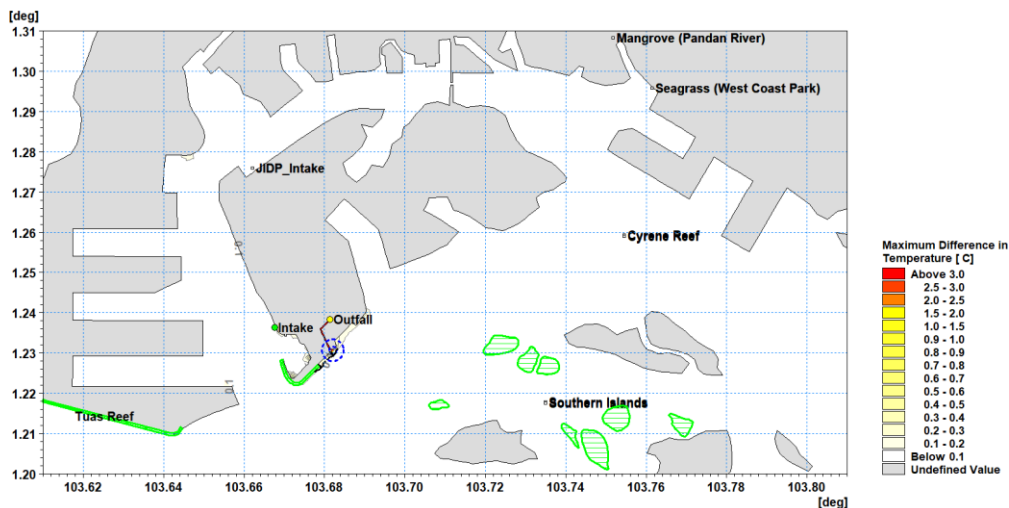 [deg]
1.31
1.30
1.29
1.28
1.27
1.26
1.25
1.24
1.23
1.22
1.21
1.20
Mangrove (Pandan River)
Seagrass (West Coast Park)
JIDP_Intake
Cyrene Reef
Intake
Outfall
Southern Islands
Tuas Reef
103.62 103.64 103.66 103.68 103.70 103.72 103.74 103.76 103.78 103.80
[deg]
Maximum Difference in
Temperature [ C]
Above 3.0
2.5 - 3.0
2.0 - 2.5
1.5 - 2.0
1.0 - 1.5
0.9 - 1.0
0.8 - 0.9
0.7 - 0.8
0.6 - 0.7
0.5 - 0.6
0.4 - 0.5
0.3 - 0.4
0.2 - 0.3
0.1 - 0.2
Below 0.1
Undefined Value